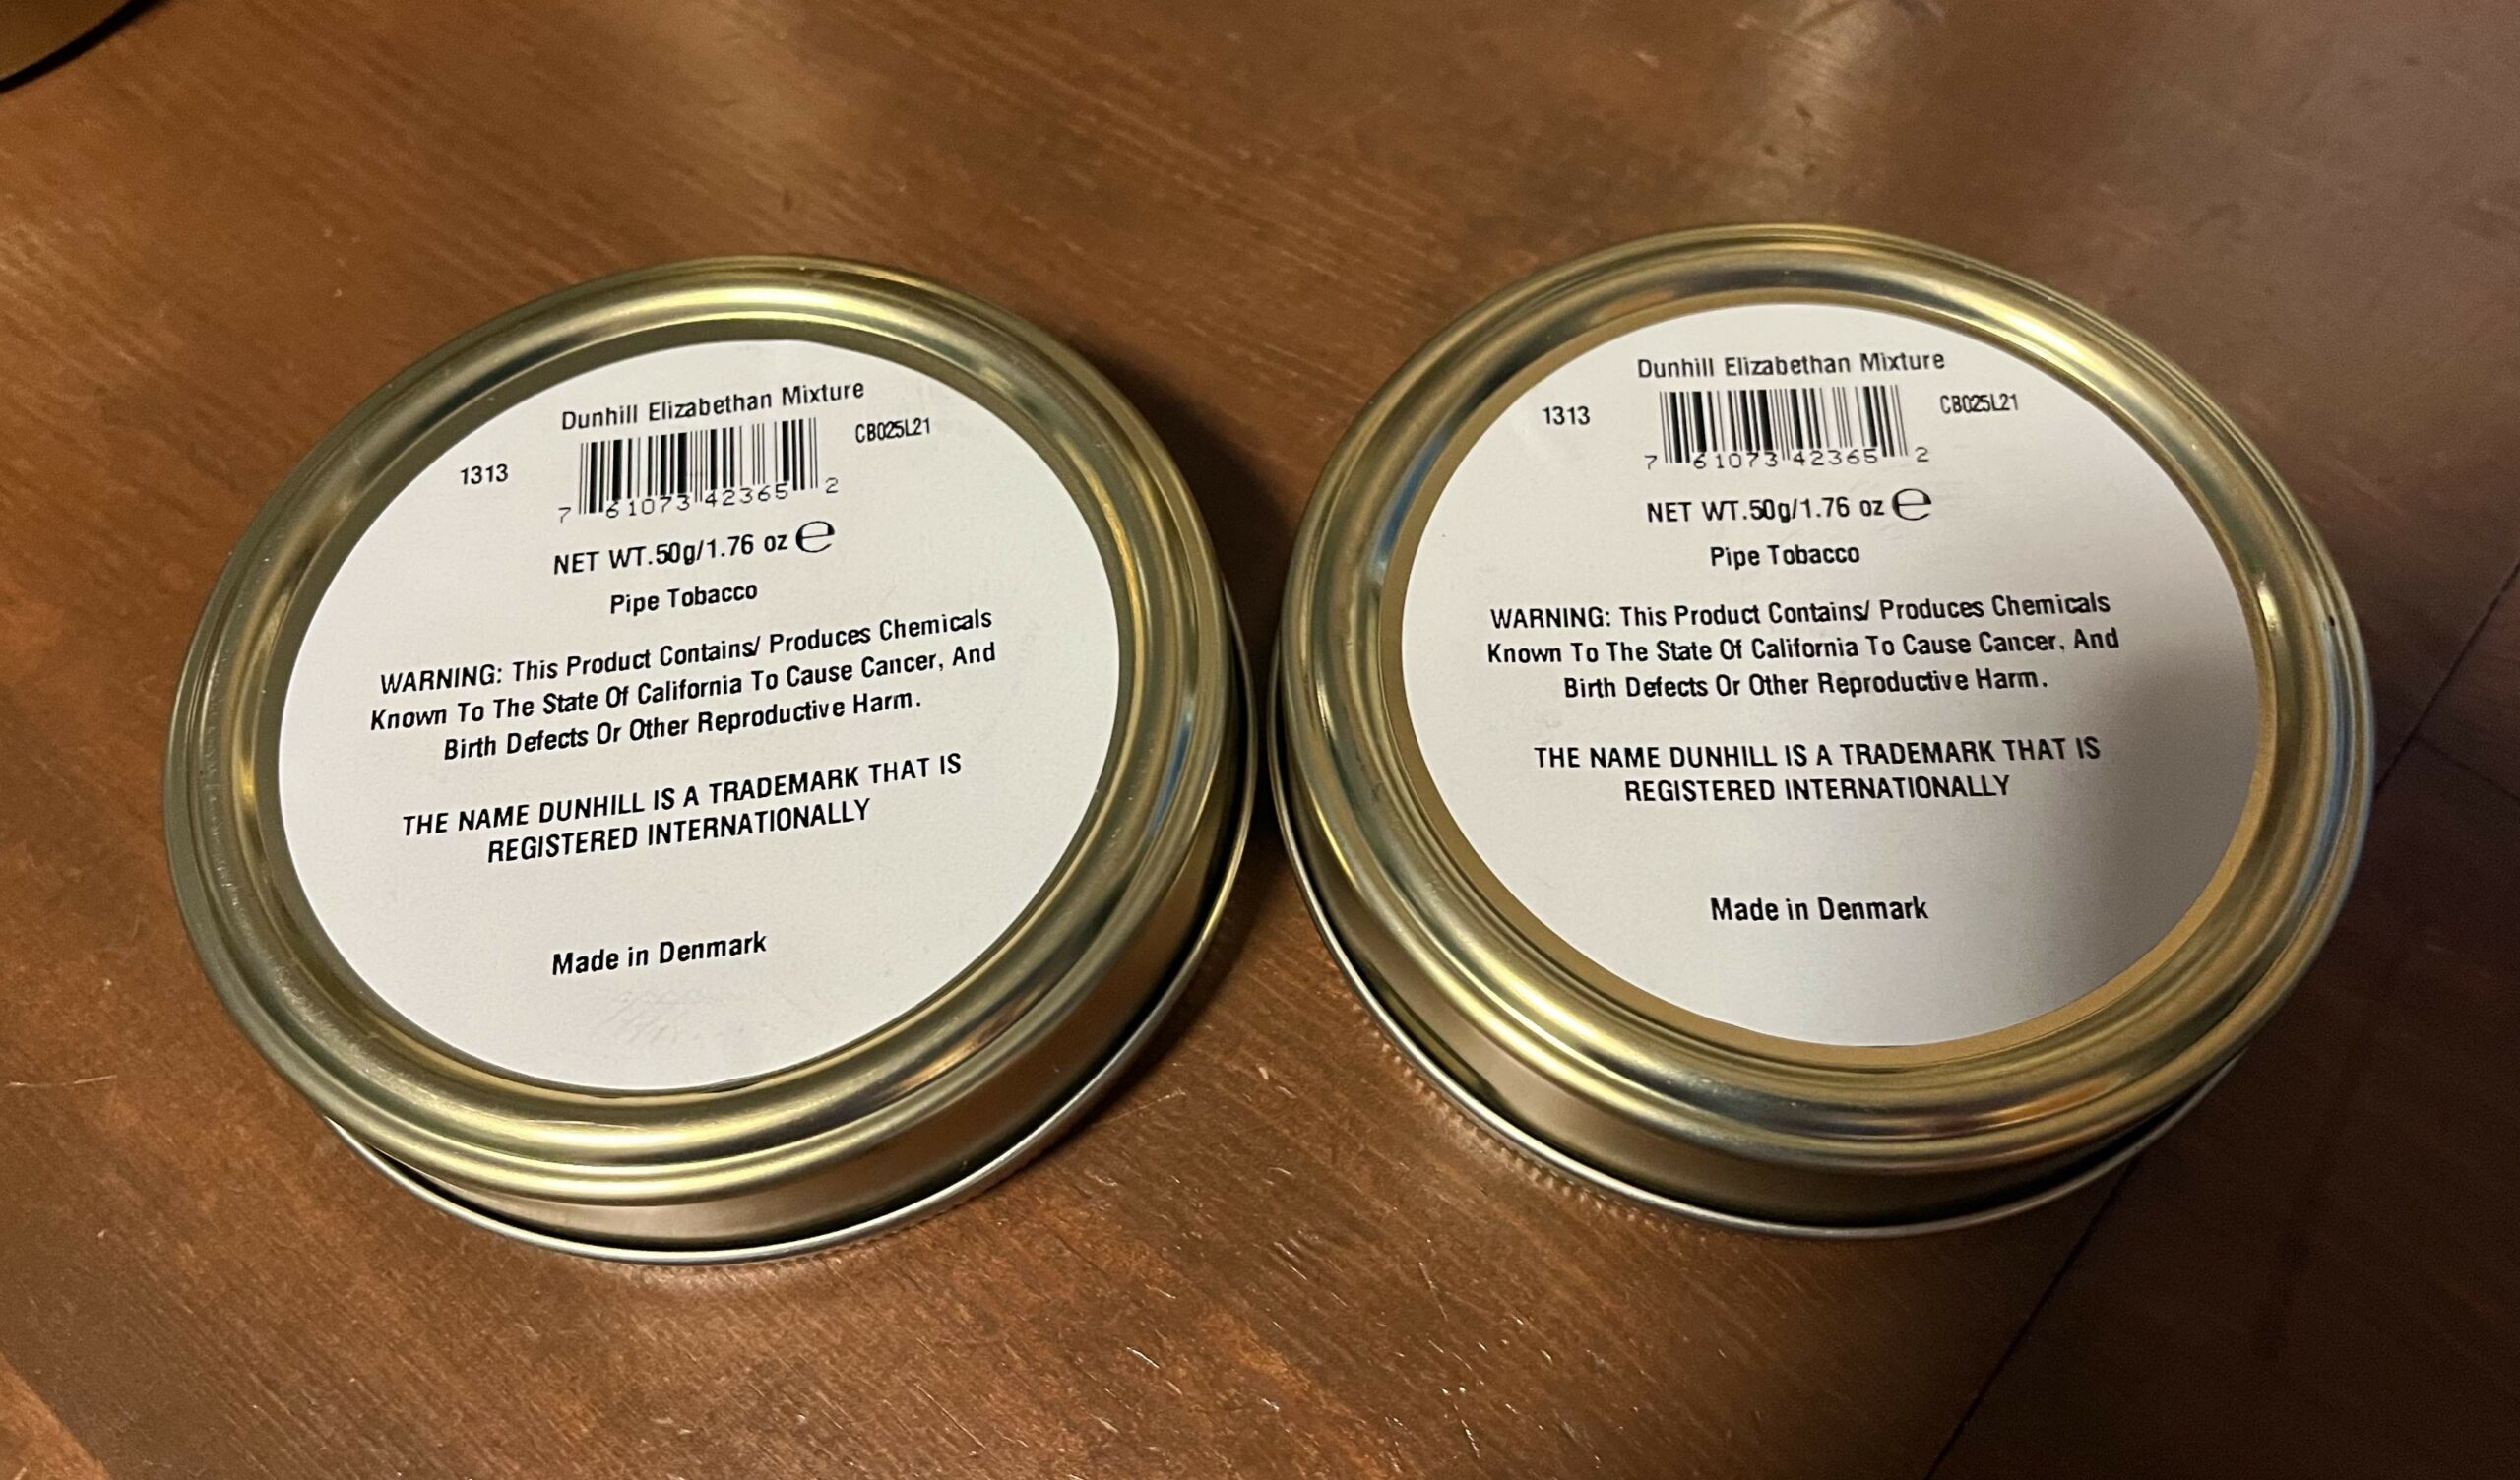 Dunhill Elizabethan Mixture
1313
CB025L21
7 61073 42365 2
NET WT.50g/1.76 oz ℮
Pipe Tobacco
WARNING: This Product Contains/ Produces Chemicals
Known To The State Of California To Cause Cancer, And
Birth Defects Or Other Reproductive Harm.
THE NAME DUNHILL IS A TRADEMARK THAT IS
REGISTERED INTERNATIONALLY
Made in Denmark
Dunhill Elizabethan Mixture
1313
CB025L21
7 61073 42365 2
NET WT.50g/1.76 oz ℮
Pipe Tobacco
WARNING: This Product Contains/ Produces Chemicals
Known To The State Of California To Cause Cancer, And
Birth Defects Or Other Reproductive Harm.
THE NAME DUNHILL IS A TRADEMARK THAT IS
REGISTERED INTERNATIONALLY
Made in Denmark